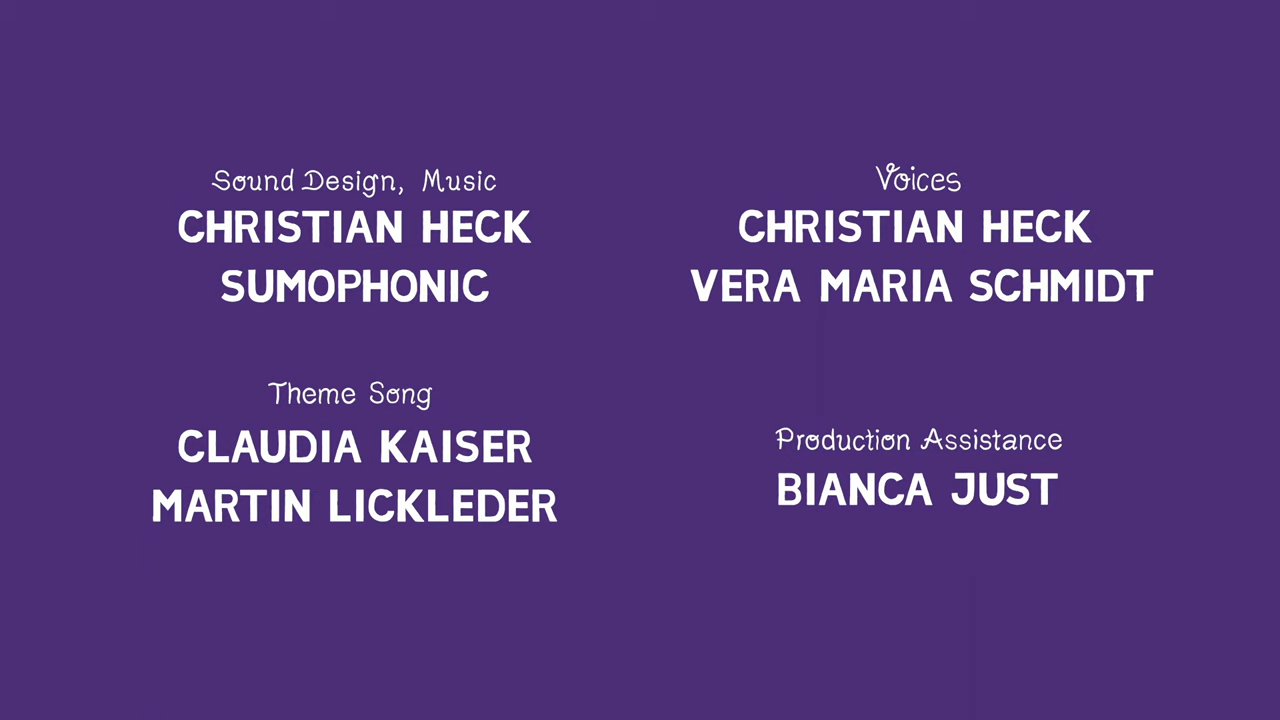 Sound Design, Music
CHRISTIAN HECK
SUMOPHONIC
Theme Song
CLAUDIA KAISER
MARTIN LICKLEDER
Voices
CHRISTIAN HECK
VERA MARIA SCHMIDT
Production Assistance
BIANCA JUST